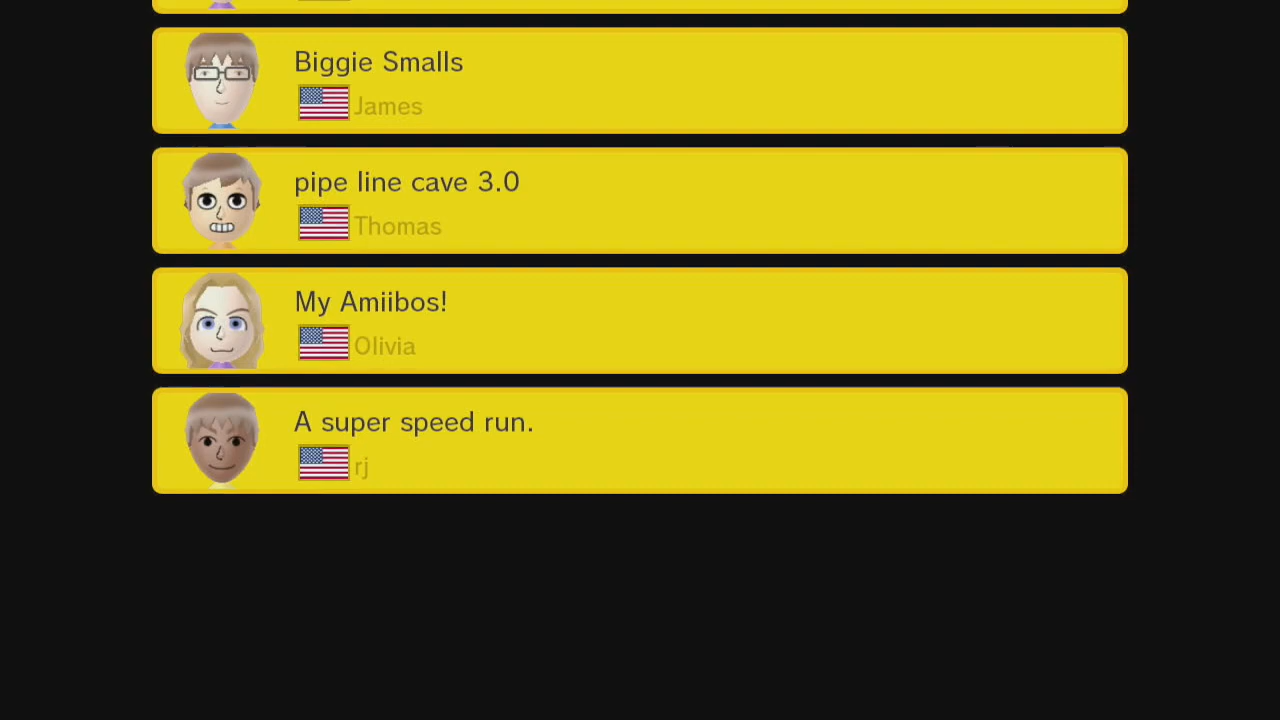 Biggie Smalls
James
pipe line cave 3.0
Thomas
My Amiibos!
Olivia
A super speed run.
rj